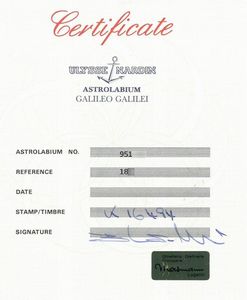 Certificate
ULYSSE NARDIN
ASTROLABIUM
GALILEO GALILEI
ASTROLABIUM NO. 951
REFERENCE 18
DATE
STAMP/TIMBRE
SIGNATURE